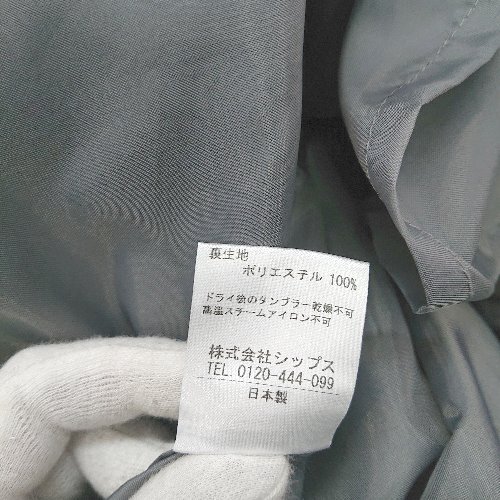 裏生地
ポリエステル 100%
ドライ後のタンブラー乾燥不可
高温スチームアイロン不可
株式会社シップス
TEL. 0120-444-099
日本製